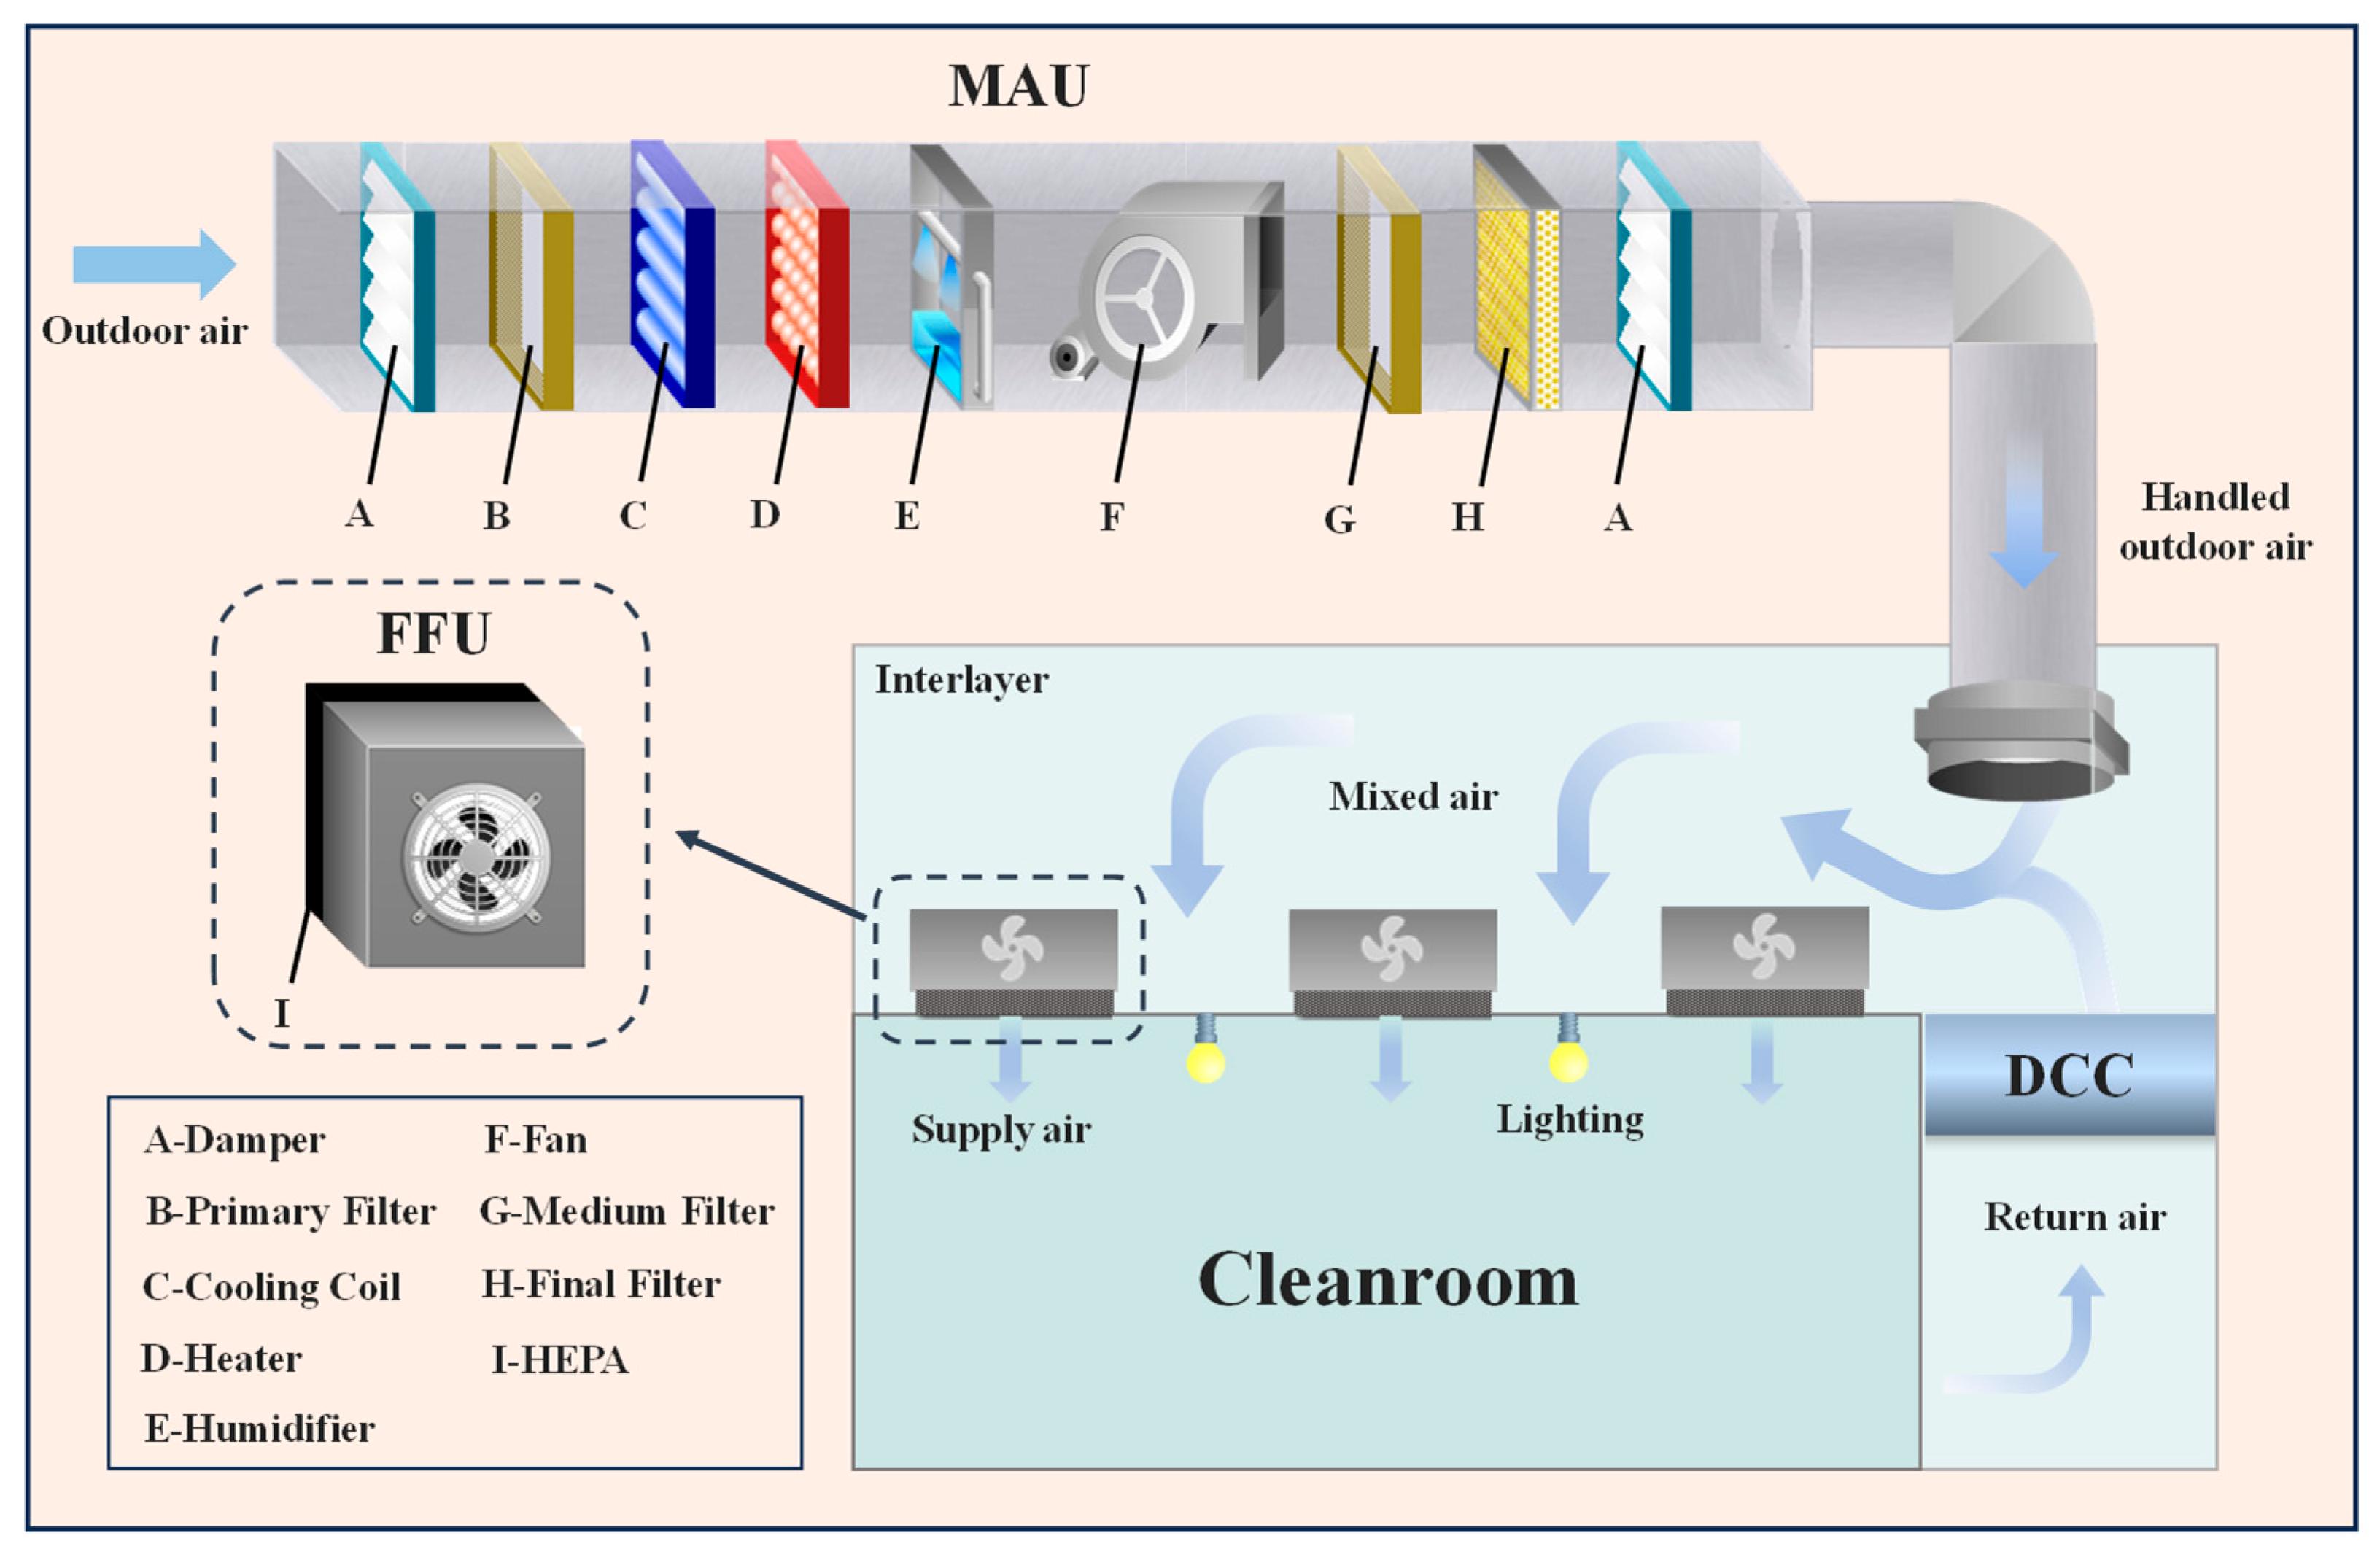 MAU
Outdoor air
A
B
C
D
E
F
G
H
A
Handled
outdoor air
FFU
I
Interlayer
Mixed air
Supply air
Lighting
DCC
Return air
Cleanroom
A-Damper
B-Primary Filter
C-Cooling Coil
D-Heater
E-Humidifier
F-Fan
G-Medium Filter
H-Final Filter
I-HEPA